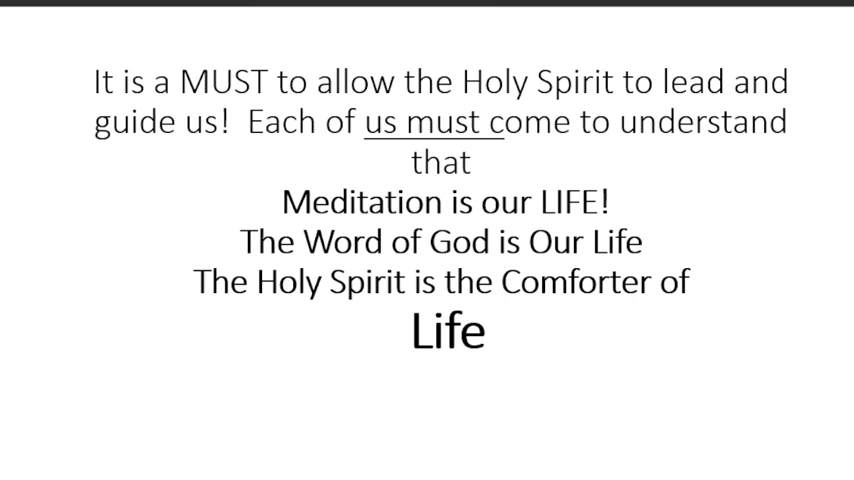 It is a MUST to allow the Holy Spirit to lead and
guide us!  Each of us must come to understand
that
Meditation is our LIFE!
The Word of God is Our Life
The Holy Spirit is the Comforter of
Life